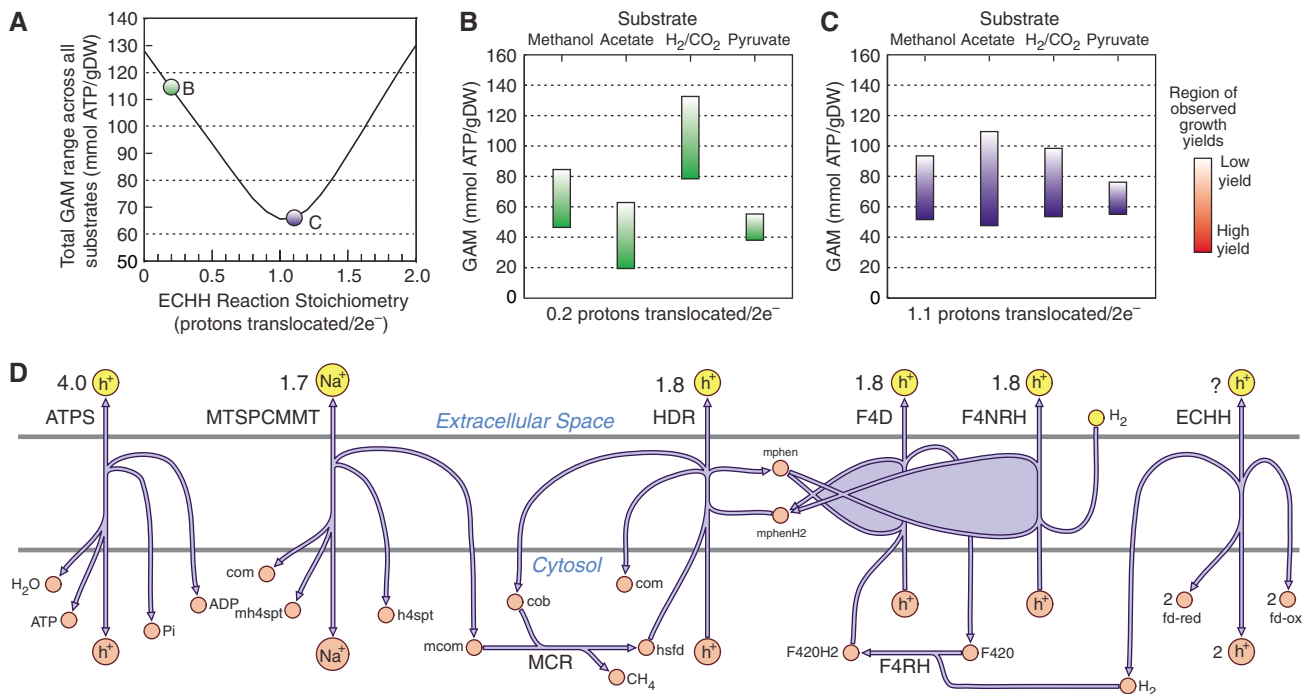 A
Total GAM range across all
substrates (mmol ATP/gDW)
140
130
120
110
100
90
80
70
60
50
50
0
0.5
1.0
1.5
2.0
B
C
ECHH Reaction Stoichiometry
(protons translocated/2e⁻)
B
Substrate
Methanol Acetate H₂/CO₂ Pyruvate
GAM (mmol ATP/gDW)
160
140
120
100
80
60
40
20
0
0.2 protons translocated/2e⁻
C
Substrate
Methanol Acetate H₂/CO₂ Pyruvate
GAM (mmol ATP/gDW)
160
140
120
100
80
60
40
20
0
1.1 protons translocated/2e⁻
Region of
observed
growth
yields
Low
yield
High
yield
D
4.0 h⁺
ATPS
1.7 Na⁺
MTSPCMMT
Extracellular Space
1.8 h⁺
HDR
1.8 h⁺
F4D
1.8 h⁺
F4NRH
H₂
? h⁺
ECHH
mphen
mphenH2
Cytosol
H₂O
ATP
h⁺
Pi
ADP
com
mh4spt
Na⁺
h4spt
mcom
cob
MCR
CH₄
com
hsfd
h⁺
h⁺
h⁺
F420H2
F4RH
F420
H₂
2
fd-red
2 h⁺
2
fd-ox